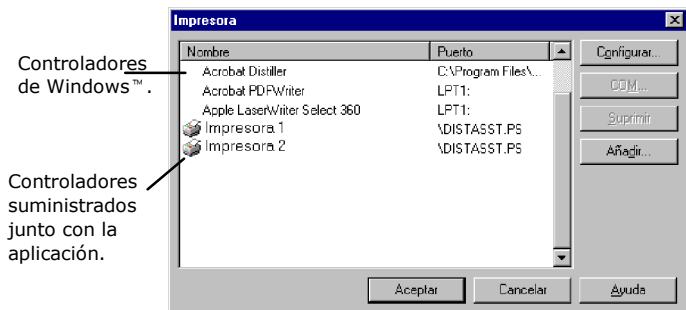 Impresora
Nombre Puerto
Acrobat Distiller C:\Program Files\...
Acrobat PDFWriter LPT1:
Apple LaserWriter Select 360 LPT1:
Impresora 1 \DISTASST.PS
Impresora 2 \DISTASST.PS
Configurar...
COM...
Suprimir
Añadir...
Aceptar Cancelar Ayuda
Controladores
de Windows™.
Controladores
suministrados
junto con la
aplicación.